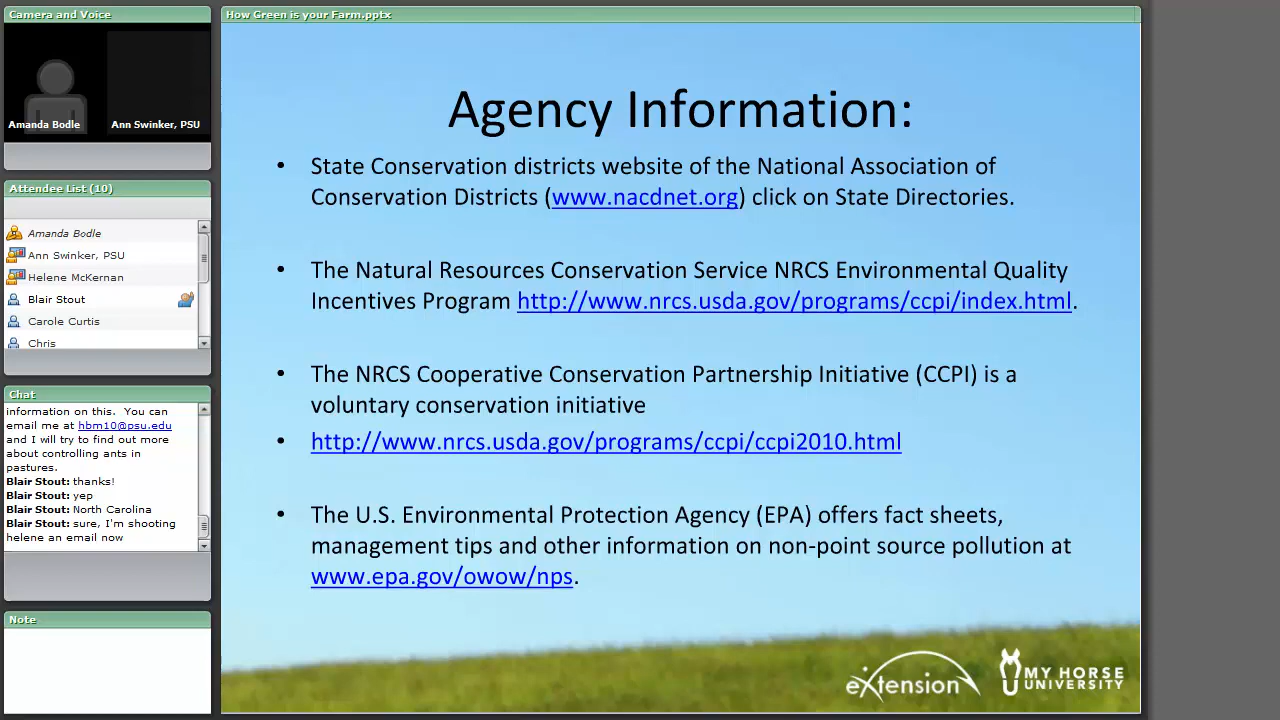 Camera and Voice
Amanda Bodle
Ann Swinker, PSU
Attendee List (10)
Amanda Bodle
Ann Swinker, PSU
Helene McKernan
Blair Stout
Carole Curtis
Chris
Chat
information on this. You can
email me at hbm10@psu.edu
and I will try to find out more
about controlling ants in
pastures.
Blair Stout: thanks!
Blair Stout: yep
Blair Stout: North Carolina
Blair Stout: sure, I'm shooting
helene an email now
Note
How Green is your Farm.pptx
Agency Information:
• State Conservation districts website of the National Association of
Conservation Districts (www.nacdnet.org) click on State Directories.
• The Natural Resources Conservation Service NRCS Environmental Quality
Incentives Program http://www.nrcs.usda.gov/programs/ccpi/index.html.
• The NRCS Cooperative Conservation Partnership Initiative (CCPI) is a
voluntary conservation initiative
• http://www.nrcs.usda.gov/programs/ccpi/ccpi2010.html
• The U.S. Environmental Protection Agency (EPA) offers fact sheets,
management tips and other information on non-point source pollution at
www.epa.gov/owow/nps.
eXtension
MY HORSE
UNIVERSITY